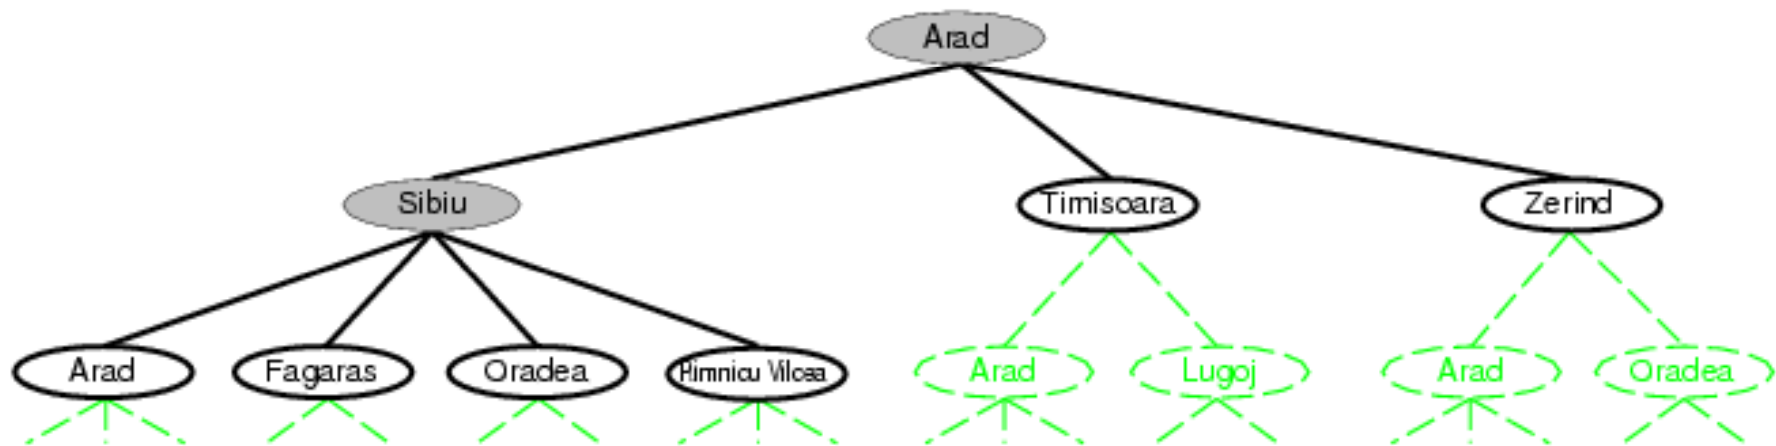 Arad
Sibiu
Timisoara
Zerind
Arad
Fagaras
Oradea
Rimnicu Vilcea
Arad
Lugoj
Arad
Oradea